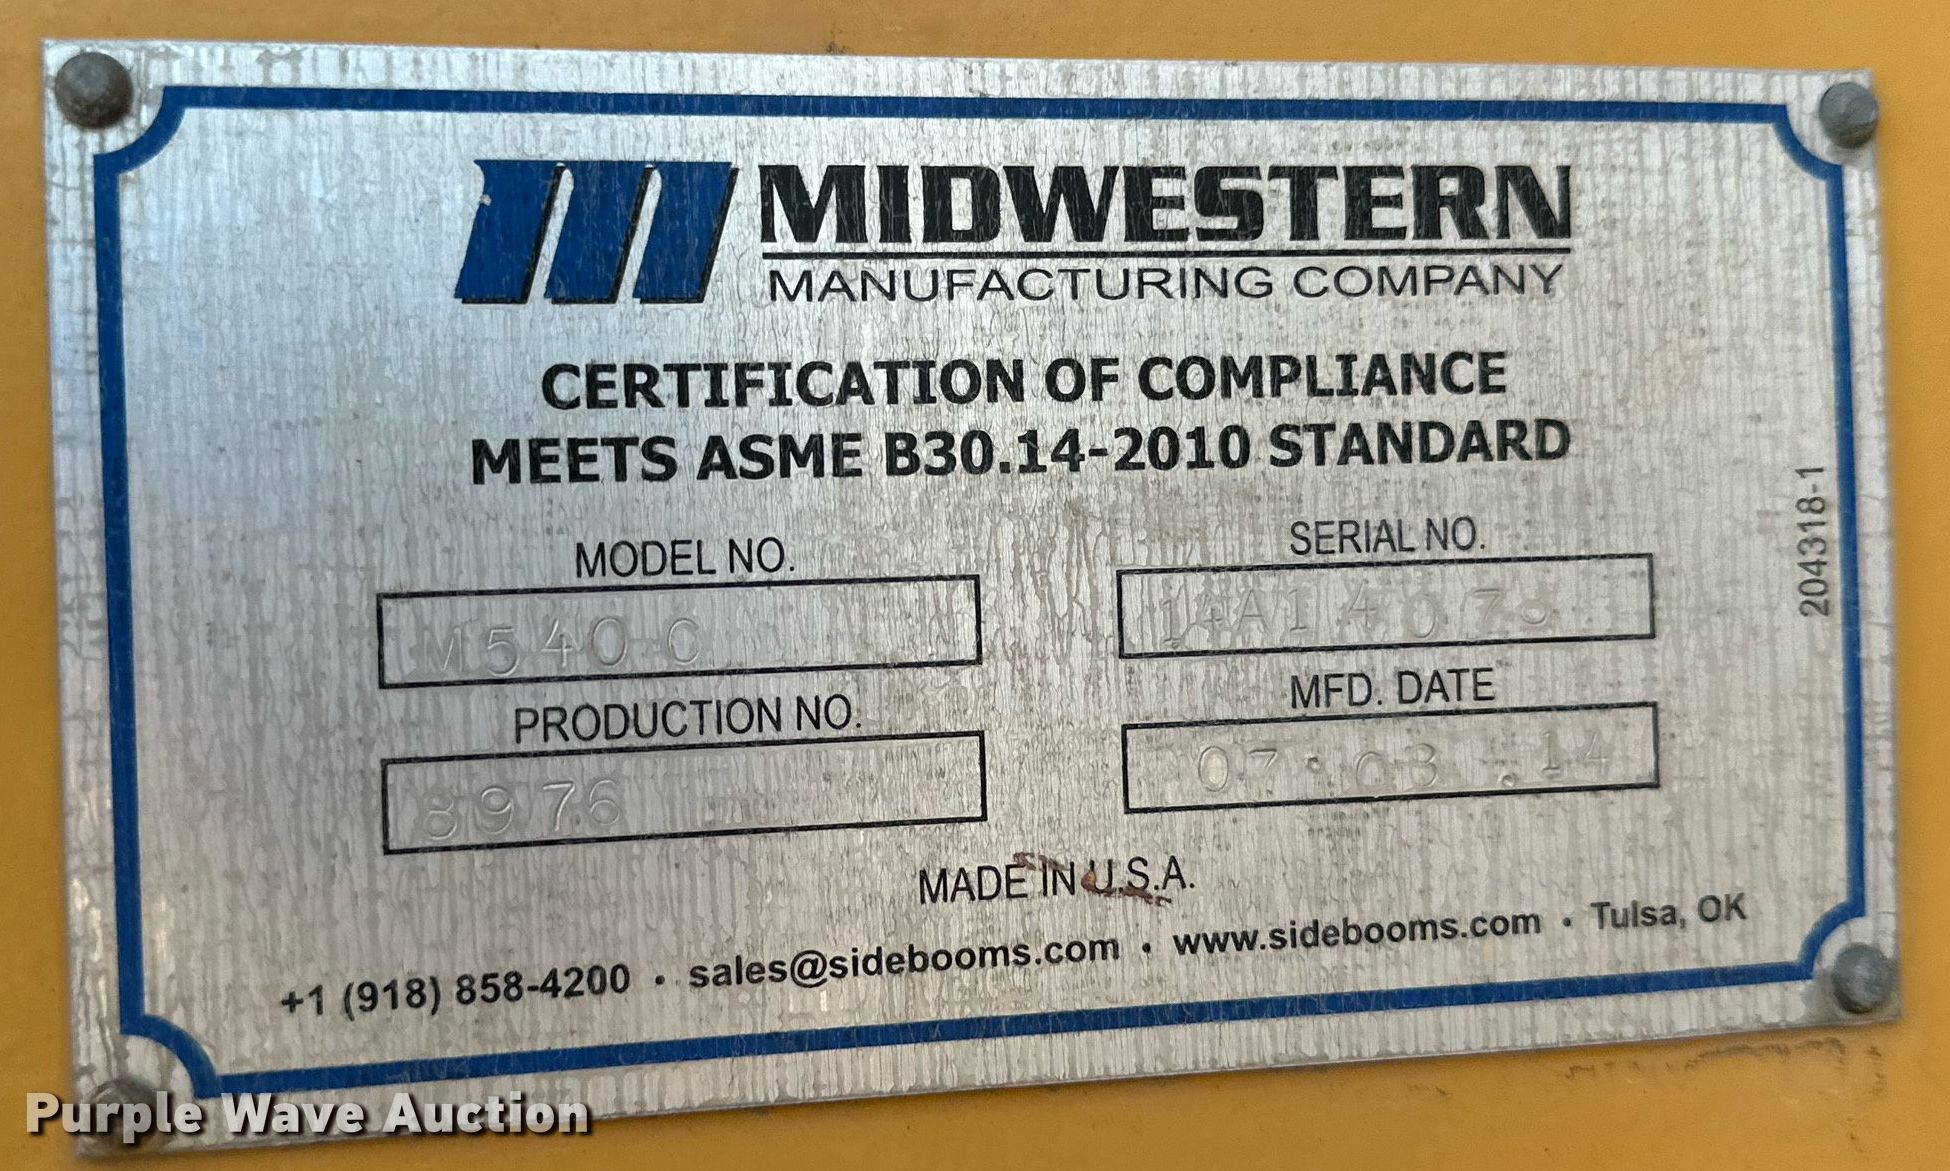 MIDWESTERN
MANUFACTURING COMPANY
CERTIFICATION OF COMPLIANCE
MEETS ASME B30.14-2010 STANDARD
MODEL NO.
M540C
SERIAL NO.
PRODUCTION NO.
8976
MFD. DATE
07.03.14
MADE IN U.S.A.
+1 (918) 858-4200 • sales@sidebooms.com • www.sidebooms.com • Tulsa, OK
204318-1
Purple Wave Auction